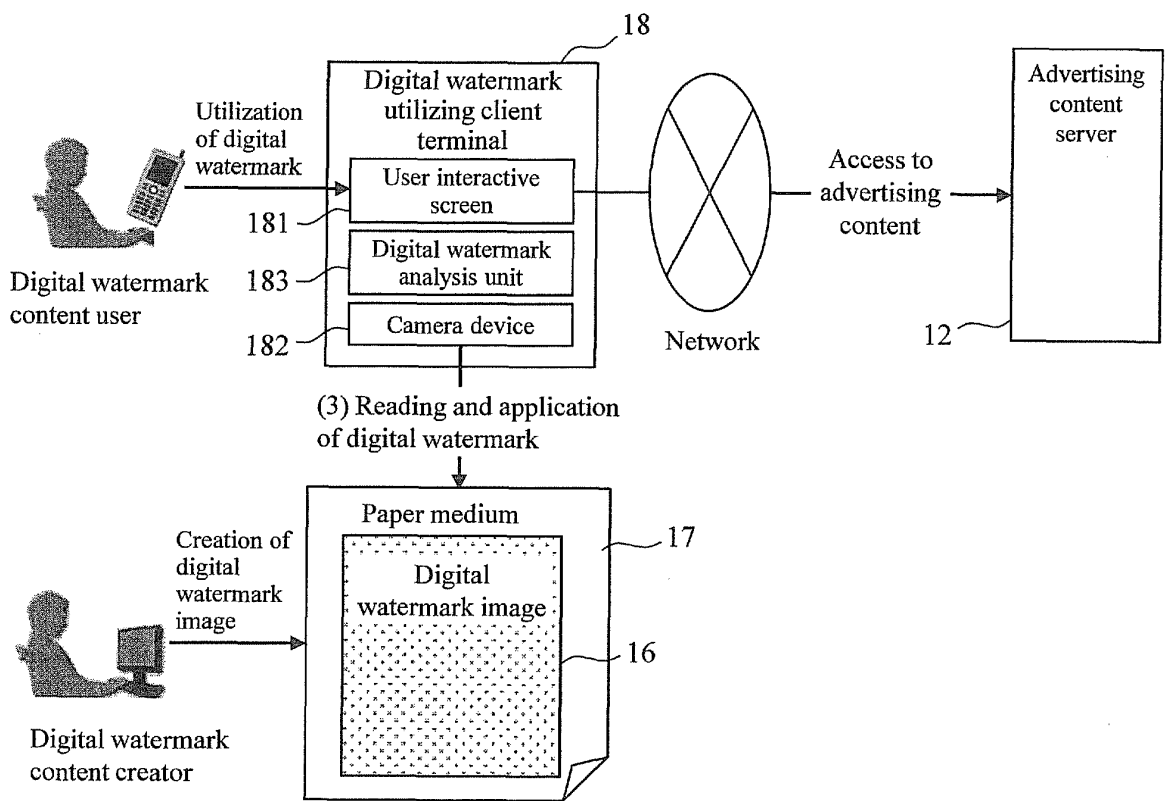 18
Digital watermark
utilizing client
terminal
Utilization
of digital
watermark
User interactive
screen
181
Digital watermark
analysis unit
183
Camera device
182
Digital watermark
content user
Network
Access to
advertising
content
Advertising
content
server
12
(3) Reading and application
of digital watermark
Paper medium
17
Digital
watermark image
16
Creation of
digital
watermark
image
Digital watermark
content creator